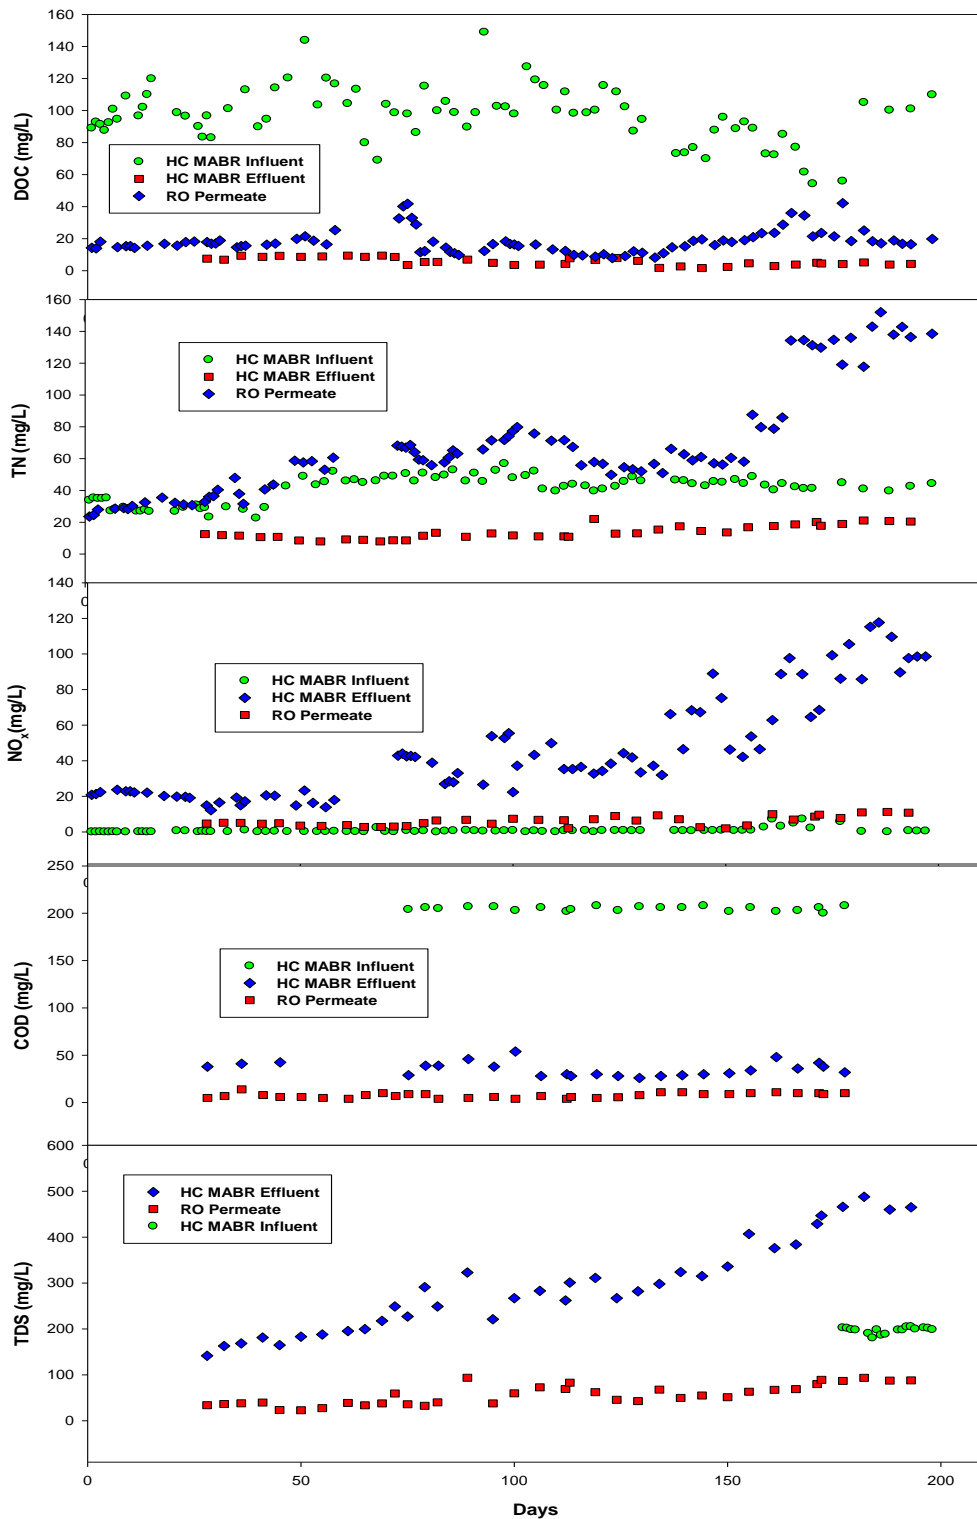 160
140
120
100
80
60
40
20
0
DOC (mg/L)
HC MABR Influent
HC MABR Effluent
RO Permeate
160
140
120
100
80
60
40
20
0
TN (mg/L)
HC MABR Influent
HC MABR Effluent
RO Permeate
0
140
120
100
80
60
40
20
0
NOx(mg/L)
HC MABR Influent
HC MABR Effluent
RO Permeate
0
250
200
150
100
50
0
COD (mg/L)
HC MABR Influent
HC MABR Effluent
RO Permeate
0
600
500
400
300
200
100
0
TDS (mg/L)
HC MABR Effluent
RO Permeate
HC MABR Influent
0 50 100 150 200
Days